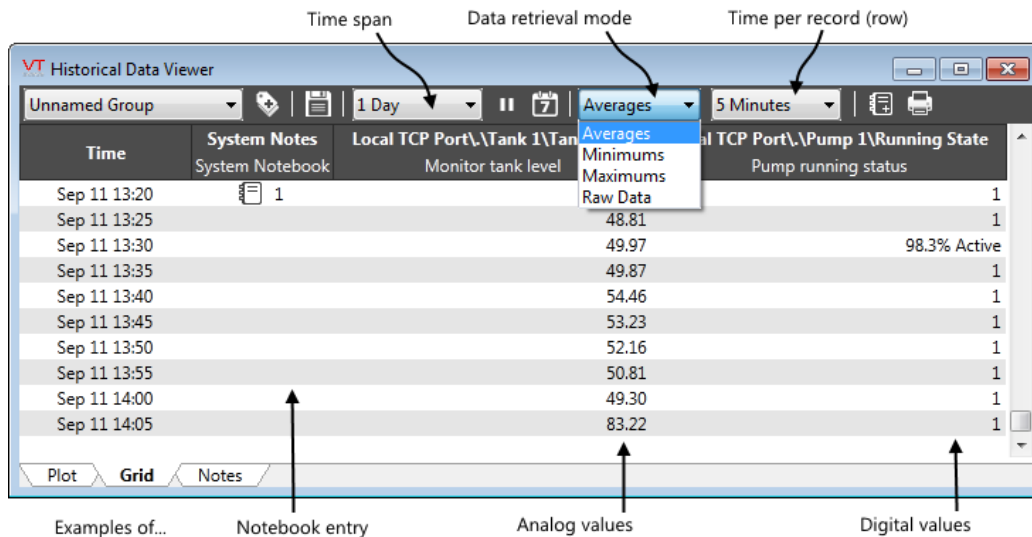 Time span Data retrieval mode Time per record (row)
VT Historical Data Viewer
Unnamed Group 1 Day 7 Averages 5 Minutes
Averages
Minimums
Maximums
Raw Data
Time System Notes Local TCP Port\.\Tank 1\Tan al TCP Port\.\Pump 1\Running State
System Notebook Monitor tank level Pump running status
Sep 11 13:20 1 1
Sep 11 13:25 48.81 1
Sep 11 13:30 49.97 98.3% Active
Sep 11 13:35 49.87 1
Sep 11 13:40 54.46 1
Sep 11 13:45 53.23 1
Sep 11 13:50 52.16 1
Sep 11 13:55 50.81 1
Sep 11 14:00 49.30 1
Sep 11 14:05 83.22 1
Plot Grid Notes
Examples of... Notebook entry Analog values Digital values